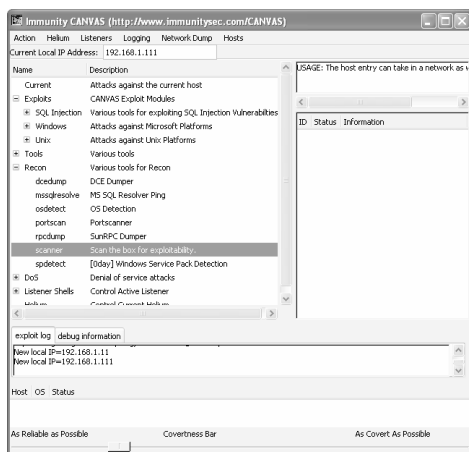 Immunity CANVAS (http://www.immunitysec.com/CANVAS)
Action Helium Listeners Logging Network Dump Hosts
Current Local IP Address: 192.168.1.111
Name Description
Current Attacks against the current host
Exploits CANVAS Exploit Modules
SQL Injection Various tools for exploiting SQL Injection Vulnerabilties
Windows Attacks against Microsoft Platforms
Unix Attacks against Unix Platforms
Tools Various tools
Recon Various tools for Recon
dcedump DCE Dumper
mssqlresolve MS SQL Resolver Ping
osdetect OS Detection
portscan Portscanner
rpcdump SunRPC Dumper
scanner Scan the box for exploitability.
spdetect [0day] Windows Service Pack Detection
DoS Denial of service attacks
Listener Shells Control Active Listener
Helium Control Current Helium
USAGE: The host entry can take in a network as
ID Status Information
exploit log debug information
New local IP=192.168.1.11
New local IP=192.168.1.111
Host OS Status
As Reliable as Possible Covertness Bar As Covert As Possible